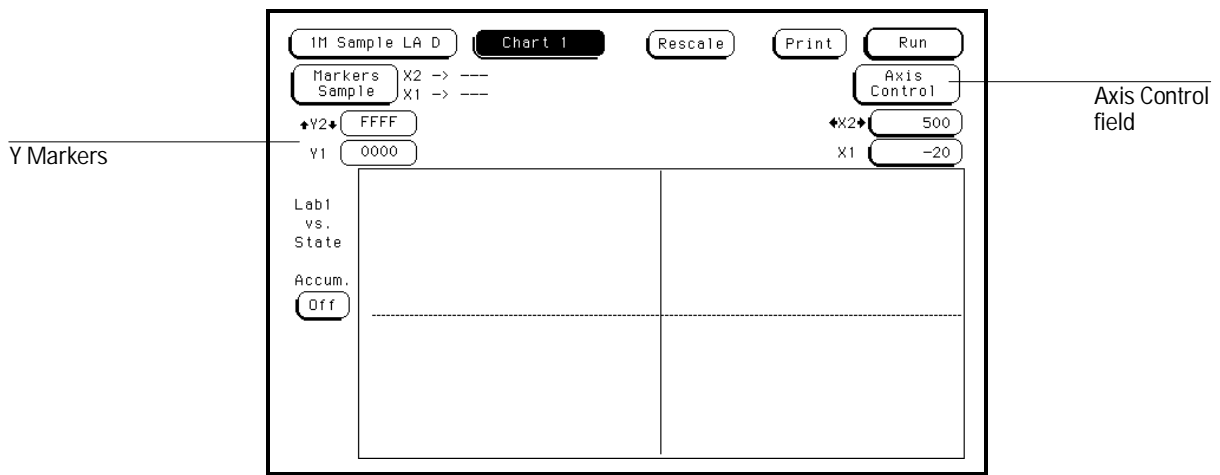 1M Sample LA D Chart 1 Rescale Print Run
Markers Sample X2 -> ---
X1 -> ---
Axis Control
Axis Control field
Y Markers
↑Y2↓ FFFF
Y1 0000
←X2→ 500
X1 -20
Lab1
vs.
State
Accum.
Off